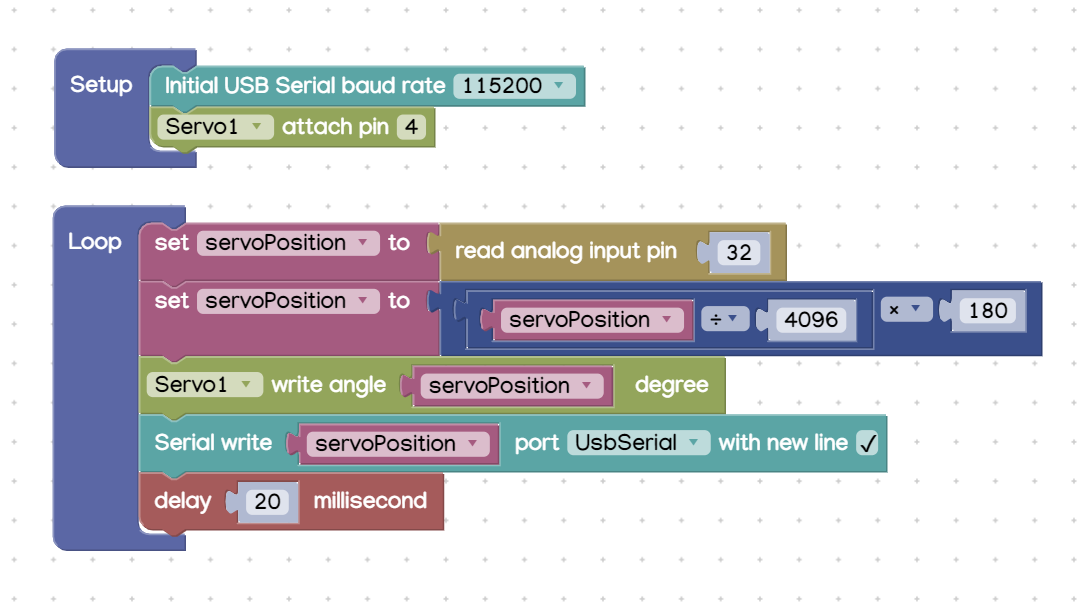 Setup Initial USB Serial baud rate 115200
Servo1 attach pin 4
Loop set servoPosition to read analog input pin 32
set servoPosition to servoPosition ÷ 4096 × 180
Servo1 write angle servoPosition degree
Serial write servoPosition port UsbSerial with new line ✓
delay 20 millisecond